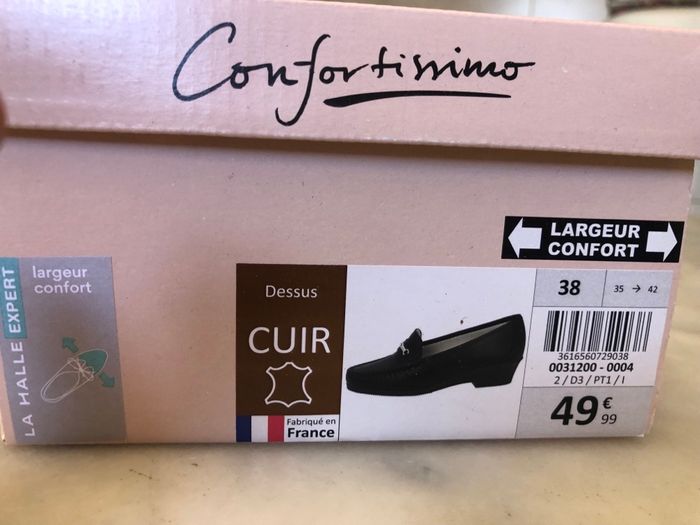 Confortissimo
LARGEUR
CONFORT
largeur
confort
LA HALLE EXPERT
Dessus
CUIR
Fabriqué en
France
38
35 → 42
3616560729038
0031200 - 0004
2 / D3 / PT1 / I
49€99